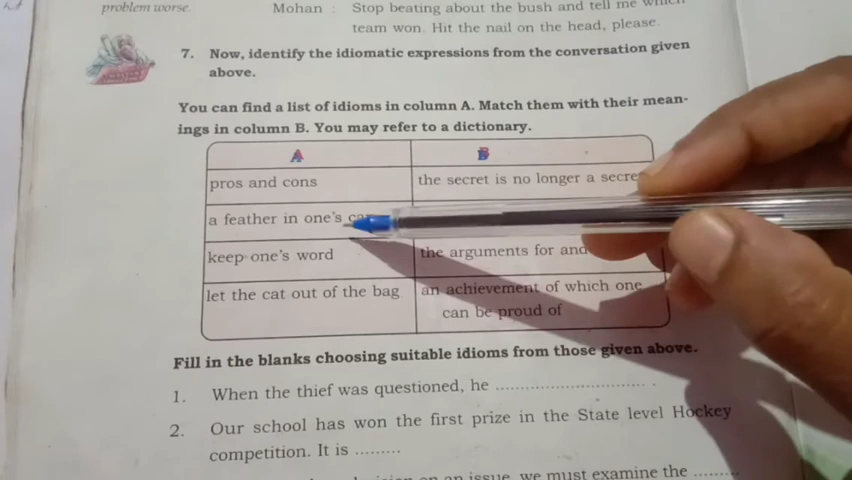 problem worse.
Mohan : Stop beating about the bush and tell me which
team won. Hit the nail on the head, please.
7. Now, identify the idiomatic expressions from the conversation given
above.
You can find a list of idioms in column A. Match them with their mean-
ings in column B. You may refer to a dictionary.
A B
pros and cons the secret is no longer a secre
a feather in one's
keep one's word the arguments for and
let the cat out of the bag an achievement of which one
can be proud of
Fill in the blanks choosing suitable idioms from those given above.
1. When the thief was questioned, he .............................. .
2. Our school has won the first prize in the State level Hockey
competition. It is .........
on an issue, we must examine the ........